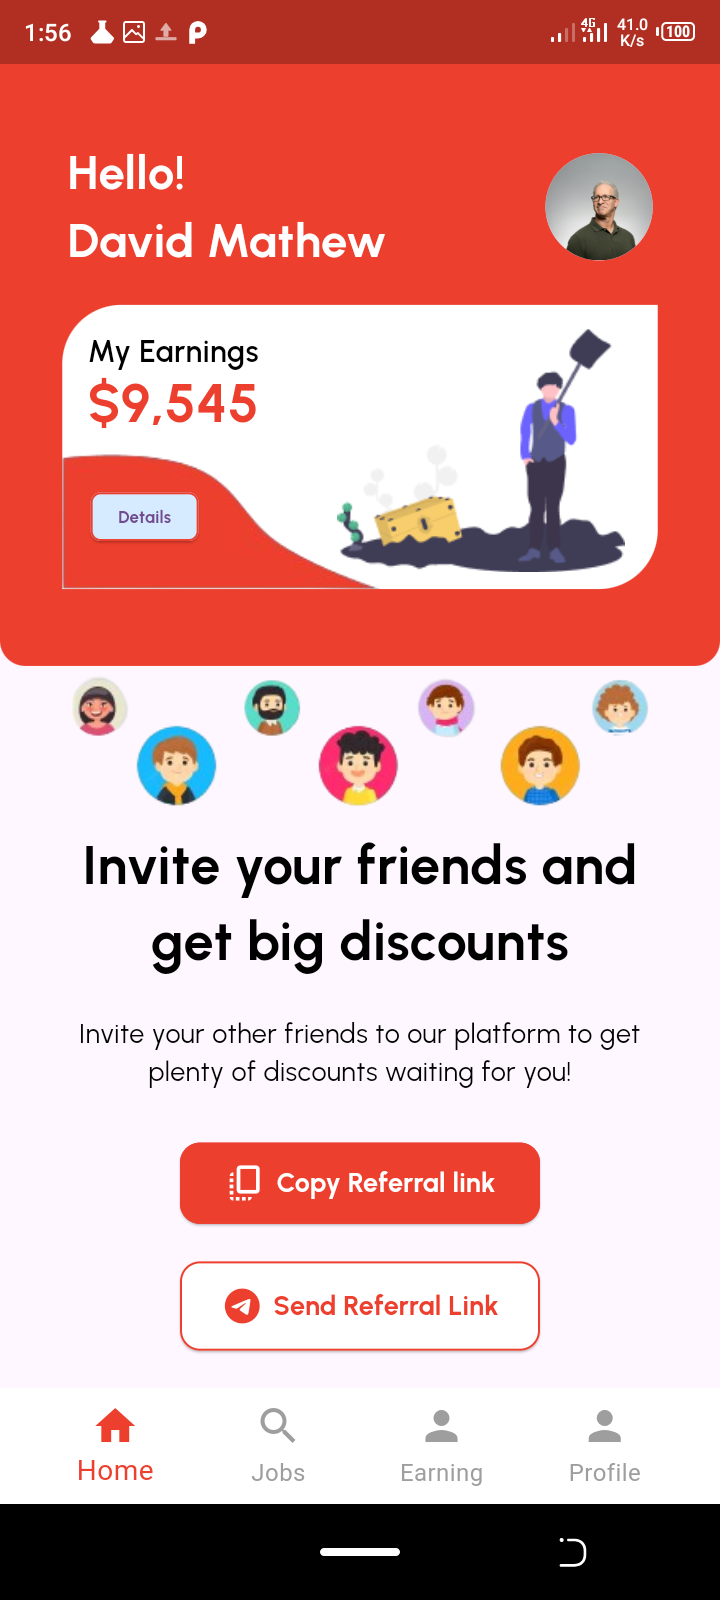 1:56
4G
41.0
K/s
100
Hello!
David Mathew
My Earnings
$9,545
Details
Invite your friends and
get big discounts
Invite your other friends to our platform to get
plenty of discounts waiting for you!
Copy Referral link
Send Referral Link
Home
Jobs
Earning
Profile